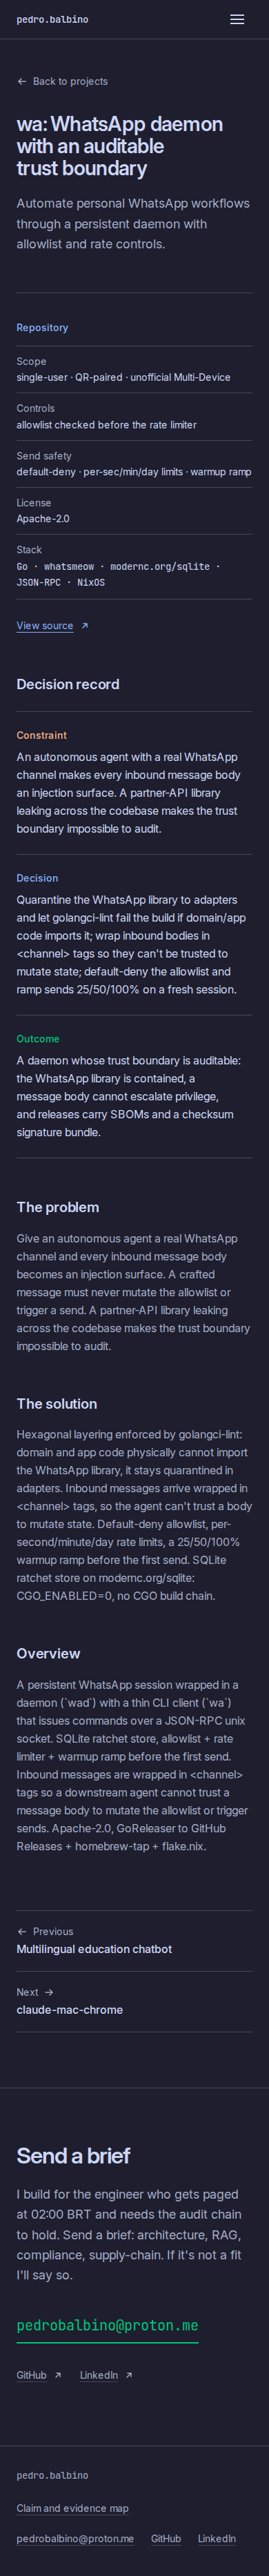 pedro.balbino
← Back to projects
wa: WhatsApp daemon
with an auditable
trust boundary
Automate personal WhatsApp workflows
through a persistent daemon with
allowlist and rate controls.
Repository
Scope
single-user · QR-paired · unofficial Multi-Device
Controls
allowlist checked before the rate limiter
Send safety
default-deny · per-sec/min/day limits · warmup ramp
License
Apache-2.0
Stack
Go · whatsmeow · modernc.org/sqlite ·
JSON-RPC · NixOS
View source ↗
Decision record
Constraint
An autonomous agent with a real WhatsApp
channel makes every inbound message body
an injection surface. A partner-API library
leaking across the codebase makes the trust
boundary impossible to audit.
Decision
Quarantine the WhatsApp library to adapters
and let golangci-lint fail the build if domain/app
code imports it; wrap inbound bodies in
<channel> tags so they can't be trusted to
mutate state; default-deny the allowlist and
ramp sends 25/50/100% on a fresh session.
Outcome
A daemon whose trust boundary is auditable:
the WhatsApp library is contained, a
message body cannot escalate privilege,
and releases carry SBOMs and a checksum
signature bundle.
The problem
Give an autonomous agent a real WhatsApp
channel and every inbound message body
becomes an injection surface. A crafted
message must never mutate the allowlist or
trigger a send. A partner-API library leaking
across the codebase makes the trust boundary
impossible to audit.
The solution
Hexagonal layering enforced by golangci-lint:
domain and app code physically cannot import
the WhatsApp library, it stays quarantined in
adapters. Inbound messages arrive wrapped in
<channel> tags, so the agent can't trust a body
to mutate state. Default-deny allowlist, per-
second/minute/day rate limits, a 25/50/100%
warmup ramp before the first send. SQLite
ratchet store on modernc.org/sqlite:
CGO_ENABLED=0, no CGO build chain.
Overview
A persistent WhatsApp session wrapped in a
daemon (`wad`) with a thin CLI client (`wa`)
that issues commands over a JSON-RPC unix
socket. SQLite ratchet store, allowlist + rate
limiter + warmup ramp before the first send.
Inbound messages are wrapped in <channel>
tags so a downstream agent cannot trust a
message body to mutate the allowlist or trigger
sends. Apache-2.0, GoReleaser to GitHub
Releases + homebrew-tap + flake.nix.
← Previous
Multilingual education chatbot
Next →
claude-mac-chrome
Send a brief
I build for the engineer who gets paged
at 02:00 BRT and needs the audit chain
to hold. Send a brief: architecture, RAG,
compliance, supply-chain. If it's not a fit
I'll say so.
pedrobalbino@proton.me
GitHub ↗ LinkedIn ↗
pedro.balbino
Claim and evidence map
pedrobalbino@proton.me GitHub LinkedIn